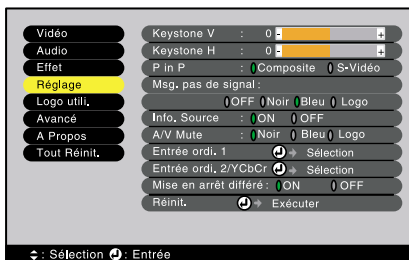 Vidéo
Audio
Effet
Réglage
Logo utili.
Avancé
A Propos
Tout Réinit.
Keystone V : 0 - +
Keystone H : 0 - +
P in P : Composite S-Vidéo
Msg. pas de signal :
OFF Noir Bleu Logo
Info. Source : ON OFF
A/V Mute : Noir Bleu Logo
Entrée ordi. 1 Sélection
Entrée ordi. 2/YCbCr Sélection
Mise en arrêt différé : ON OFF
Réinit. Exécuter
: Sélection : Entrée